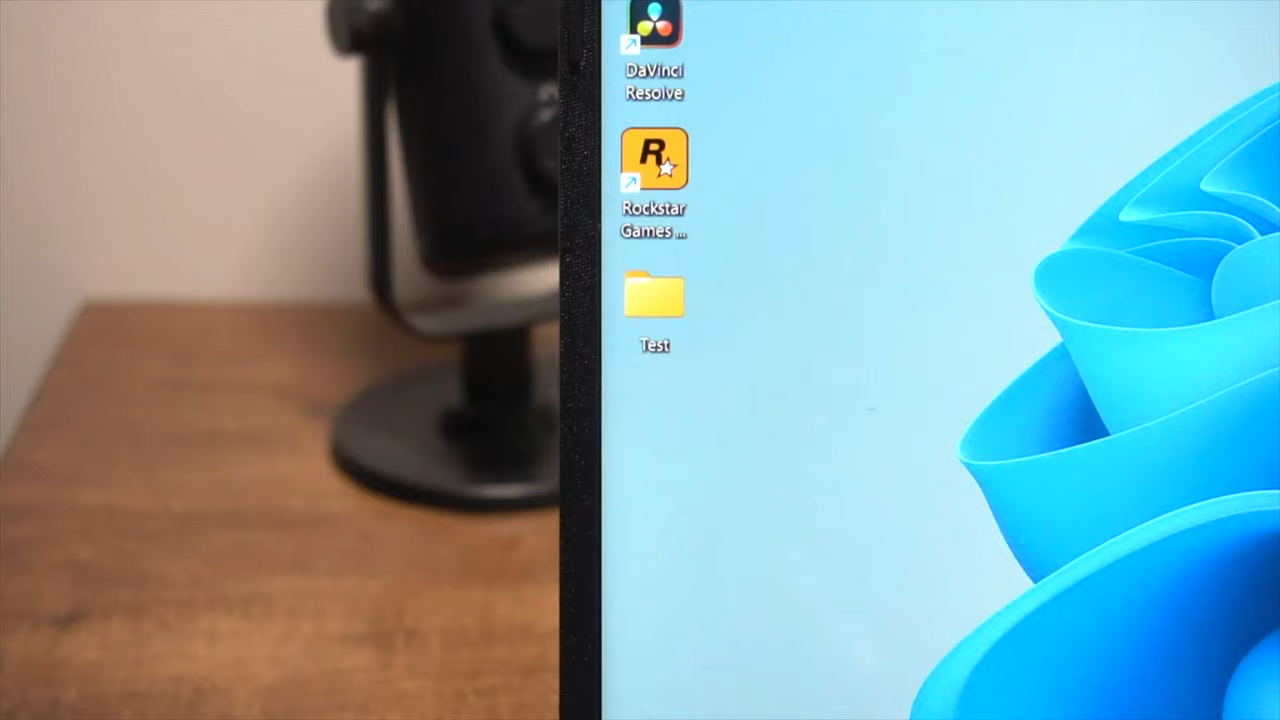 DaVinci
Resolve
R
Rockstar
Games ...
Test